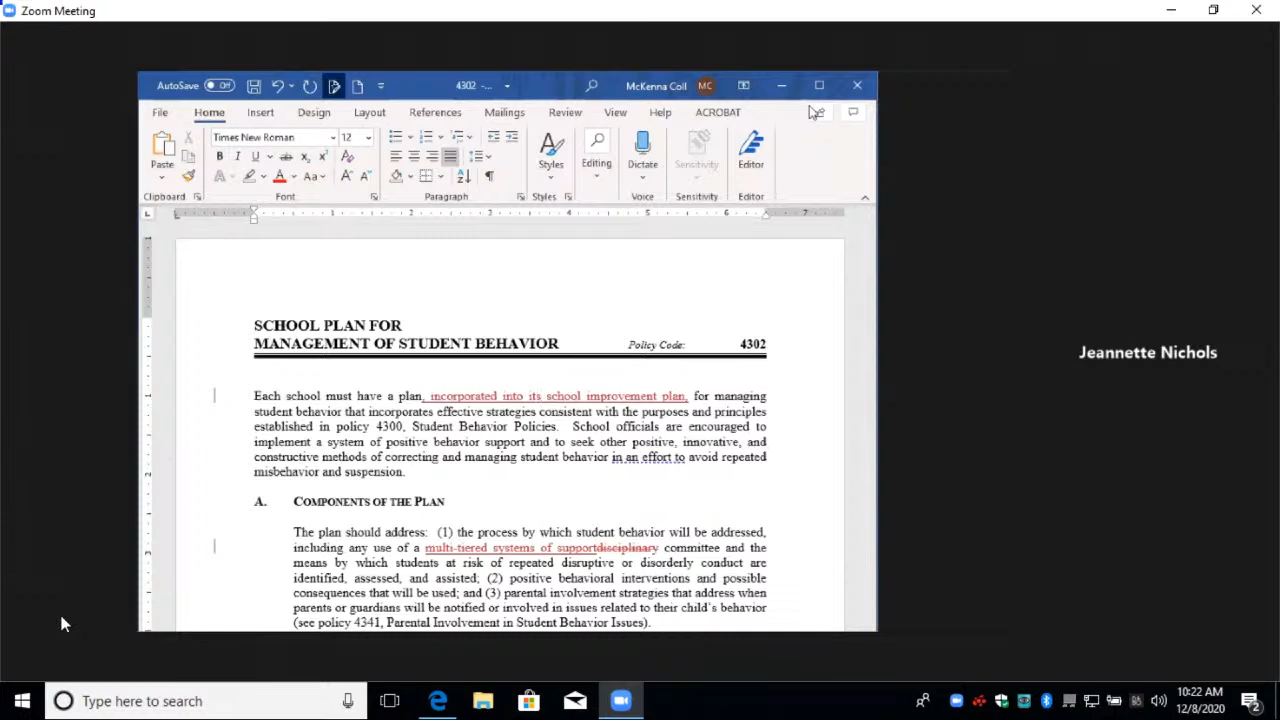 Zoom Meeting
AutoSave Off 4302 -... McKenna Coll MC
File Home Insert Design Layout References Mailings Review View Help ACROBAT
Times New Roman 12
Paste Styles Editing Dictate Sensitivity Editor
Clipboard Font Paragraph Styles Voice Sensitivity Editor
1 2 3 4 5 6 7
SCHOOL PLAN FOR
MANAGEMENT OF STUDENT BEHAVIOR Policy Code: 4302
Jeannette Nichols
Each school must have a plan, incorporated into its school improvement plan, for managing
student behavior that incorporates effective strategies consistent with the purposes and principles
established in policy 4300, Student Behavior Policies. School officials are encouraged to
implement a system of positive behavior support and to seek other positive, innovative, and
constructive methods of correcting and managing student behavior in an effort to avoid repeated
misbehavior and suspension.
A. COMPONENTS OF THE PLAN
The plan should address: (1) the process by which student behavior will be addressed,
including any use of a multi-tiered systems of supportdisciplinary committee and the
means by which students at risk of repeated disruptive or disorderly conduct are
identified, assessed, and assisted; (2) positive behavioral interventions and possible
consequences that will be used; and (3) parental involvement strategies that address when
parents or guardians will be notified or involved in issues related to their child's behavior
(see policy 4341, Parental Involvement in Student Behavior Issues).
Type here to search
10:22 AM
12/8/2020
2